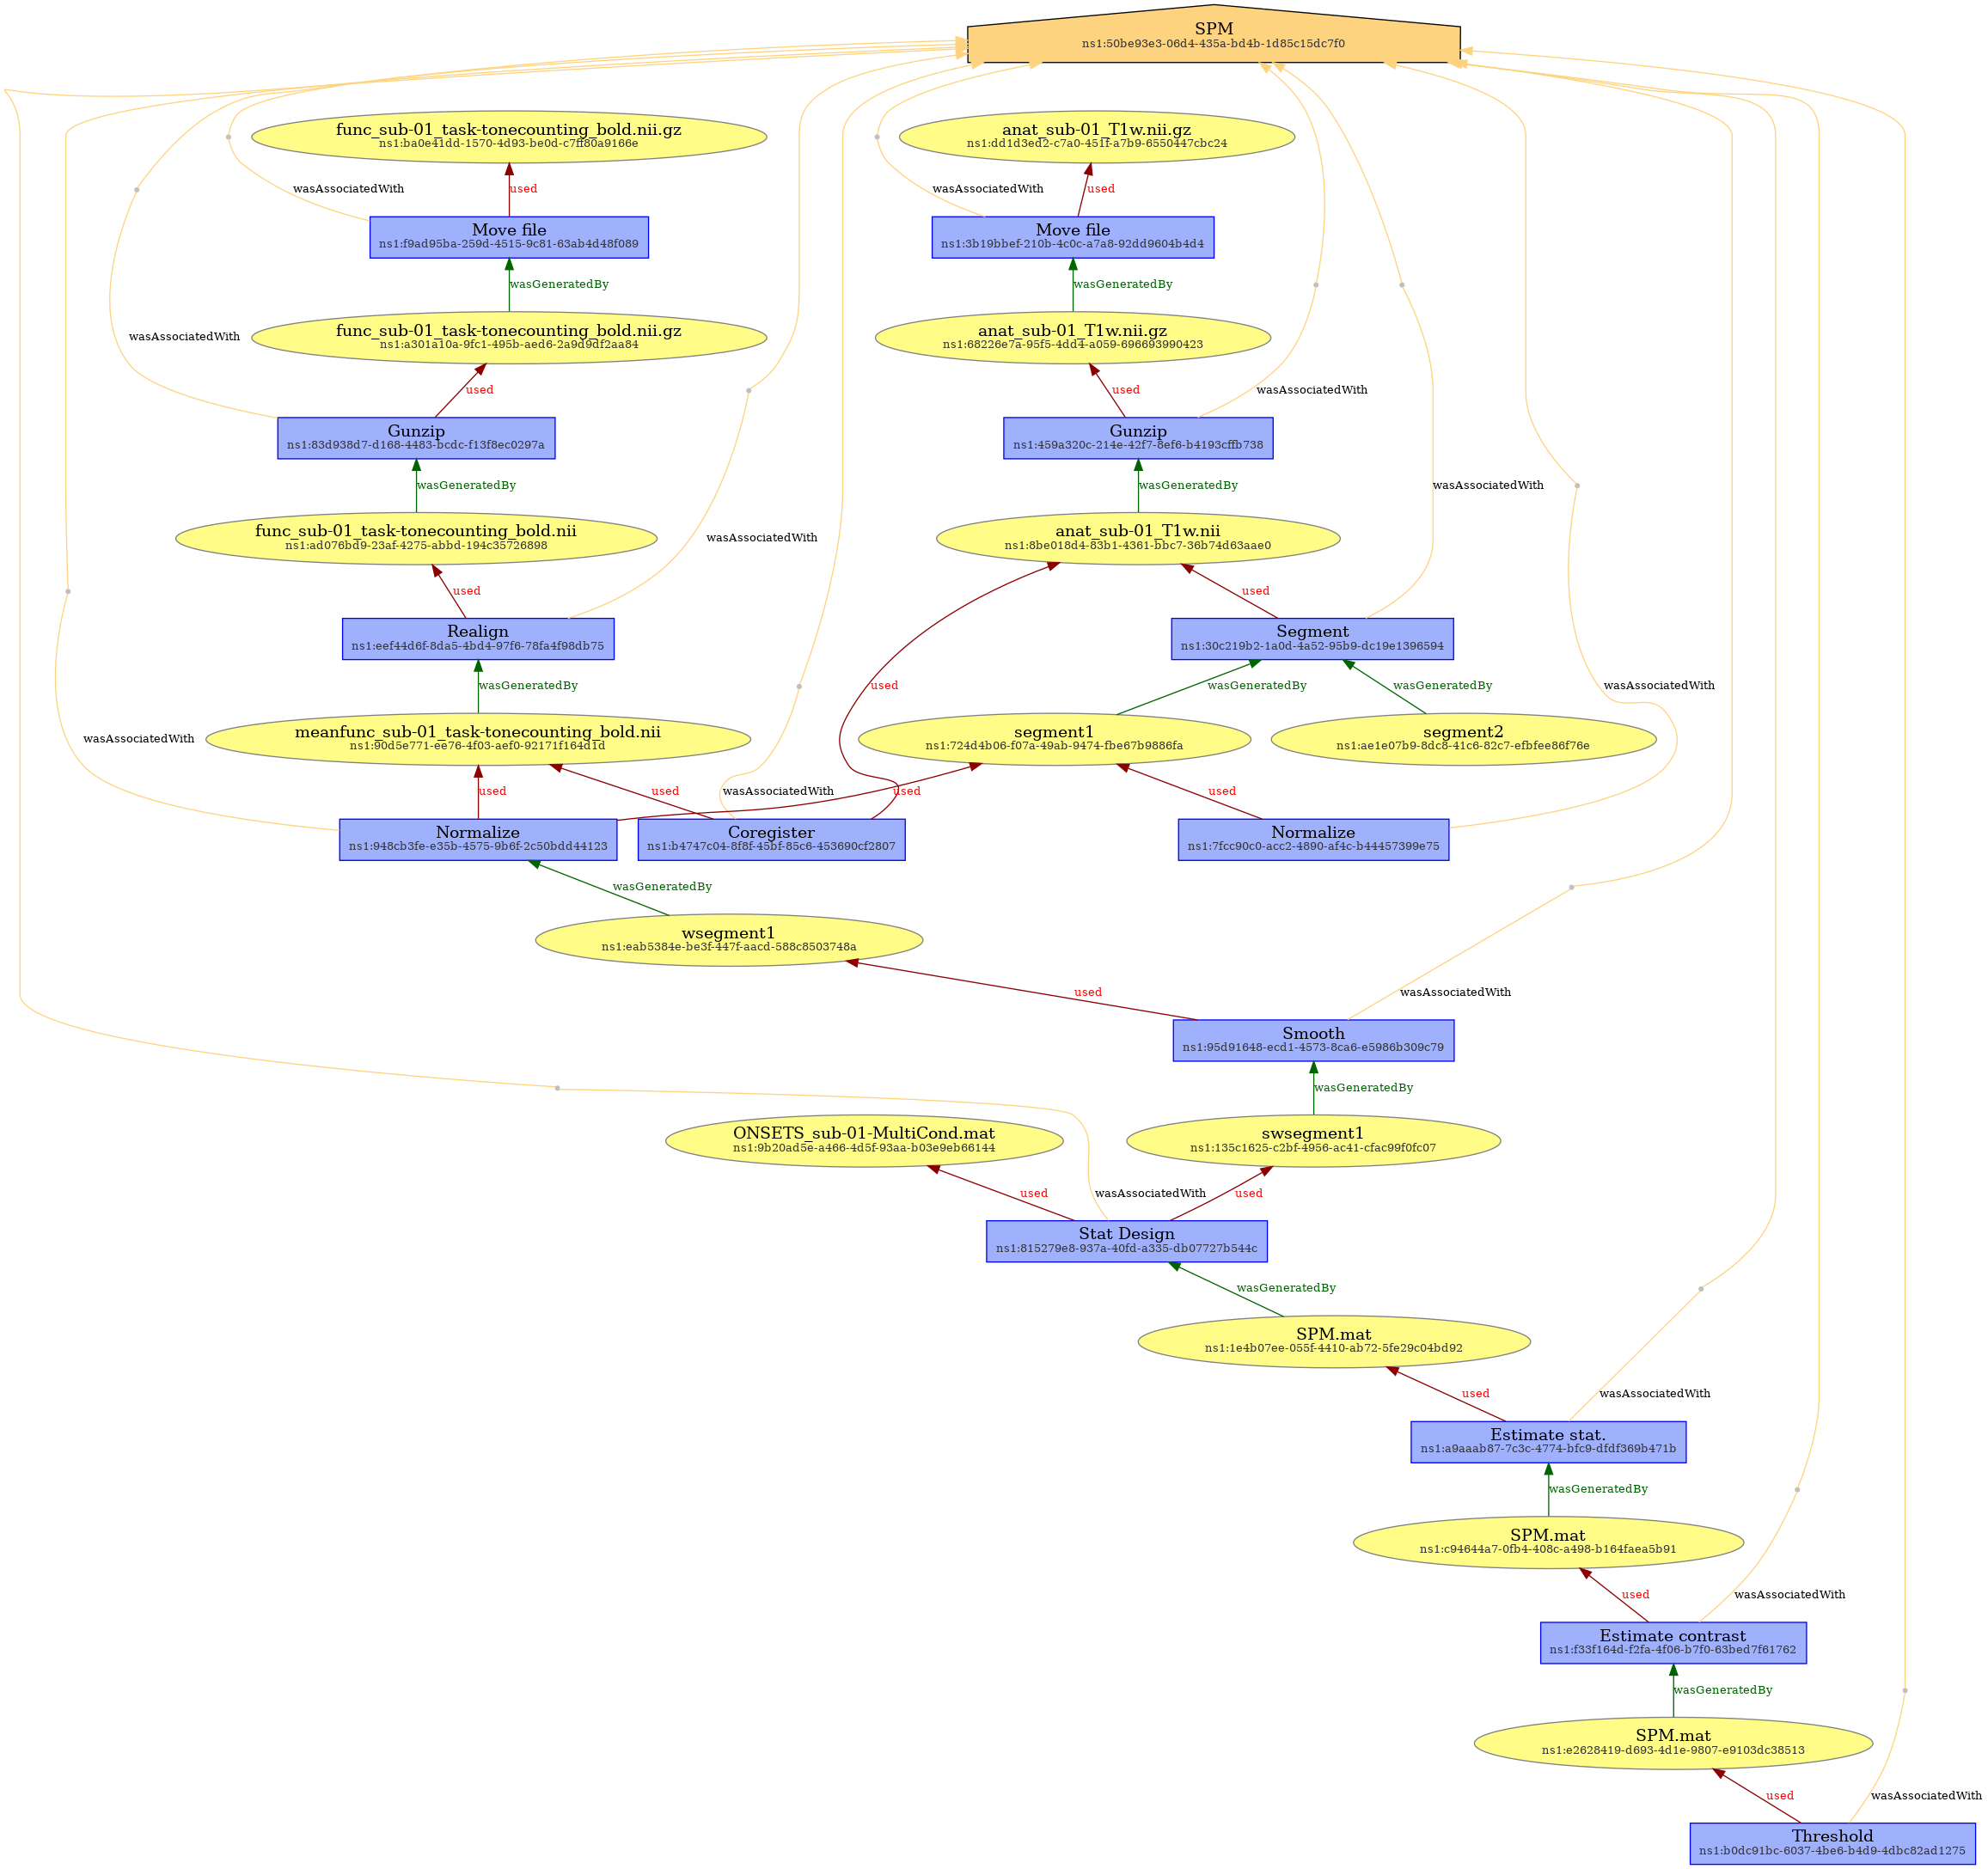 SPM
ns1:50be93e3-06d4-435a-bd4b-1d85c15dc7f0
func_sub-01_task-tonecounting_bold.nii.gz
ns1:ba0e41dd-1570-4d93-be0d-c7ff80a9166e
anat_sub-01_T1w.nii.gz
ns1:dd1d3ed2-c7a0-451f-a7b9-6550447cbc24
wasAssociatedWith
used
wasAssociatedWith
used
Move file
ns1:f9ad95ba-259d-4515-9c81-63ab4d48f089
Move file
ns1:3b19bbef-210b-4c0c-a7a8-92dd9604b4d4
wasGeneratedBy
wasGeneratedBy
wasAssociatedWith
func_sub-01_task-tonecounting_bold.nii.gz
ns1:a301a10a-9fc1-495b-aed6-2a9d9df2aa84
anat_sub-01_T1w.nii.gz
ns1:68226e7a-95f5-4dd4-a059-696693990423
used
used
wasAssociatedWith
Gunzip
ns1:83d938d7-d168-4483-bcdc-f13f8ec0297a
Gunzip
ns1:459a320c-214e-42f7-8ef6-b4193cffb738
wasGeneratedBy
wasGeneratedBy
wasAssociatedWith
func_sub-01_task-tonecounting_bold.nii
ns1:ad076bd9-23af-4275-abbd-194c35726898
wasAssociatedWith
anat_sub-01_T1w.nii
ns1:8be018d4-83b1-4361-bbc7-36b74d63aae0
used
used
Realign
ns1:eef44d6f-8da5-4bd4-97f6-78fa4f98db75
Segment
ns1:30c219b2-1a0d-4a52-95b9-dc19e1396594
wasGeneratedBy
used
wasGeneratedBy
wasGeneratedBy
wasAssociatedWith
wasAssociatedWith
meanfunc_sub-01_task-tonecounting_bold.nii
ns1:90d5e771-ee76-4f03-aef0-92171f164d1d
segment1
ns1:724d4b06-f07a-49ab-9474-fbe67b9886fa
segment2
ns1:ae1e07b9-8dc8-41c6-82c7-efbfee86f76e
used
used
wasAssociatedWith
used
used
Normalize
ns1:948cb3fe-e35b-4575-9b6f-2c50bdd44123
Coregister
ns1:b4747c04-8f8f-45bf-85c6-453690cf2807
Normalize
ns1:7fcc90c0-acc2-4890-af4c-b44457399e75
wasGeneratedBy
wsegment1
ns1:eab5384e-be3f-447f-aacd-588c8503748a
used
wasAssociatedWith
Smooth
ns1:95d91648-ecd1-4573-8ca6-e5986b309c79
wasGeneratedBy
ONSETS_sub-01-MultiCond.mat
ns1:9b20ad5e-a466-4d5f-93aa-b03e9eb66144
swsegment1
ns1:135c1625-c2bf-4956-ac41-cfac99f0fc07
used
wasAssociatedWith
used
Stat Design
ns1:815279e8-937a-40fd-a335-db07727b544c
wasGeneratedBy
SPM.mat
ns1:1e4b07ee-055f-4410-ab72-5fe29c04bd92
used
wasAssociatedWith
Estimate stat.
ns1:a9aaab87-7c3c-4774-bfc9-dfdf369b471b
wasGeneratedBy
SPM.mat
ns1:c94644a7-0fb4-408c-a498-b164faea5b91
used
wasAssociatedWith
Estimate contrast
ns1:f33f164d-f2fa-4f06-b7f0-63bed7f61762
wasGeneratedBy
SPM.mat
ns1:e2628419-d693-4d1e-9807-e9103dc38513
used
wasAssociatedWith
Threshold
ns1:b0dc91bc-6037-4be6-b4d9-4dbc82ad1275